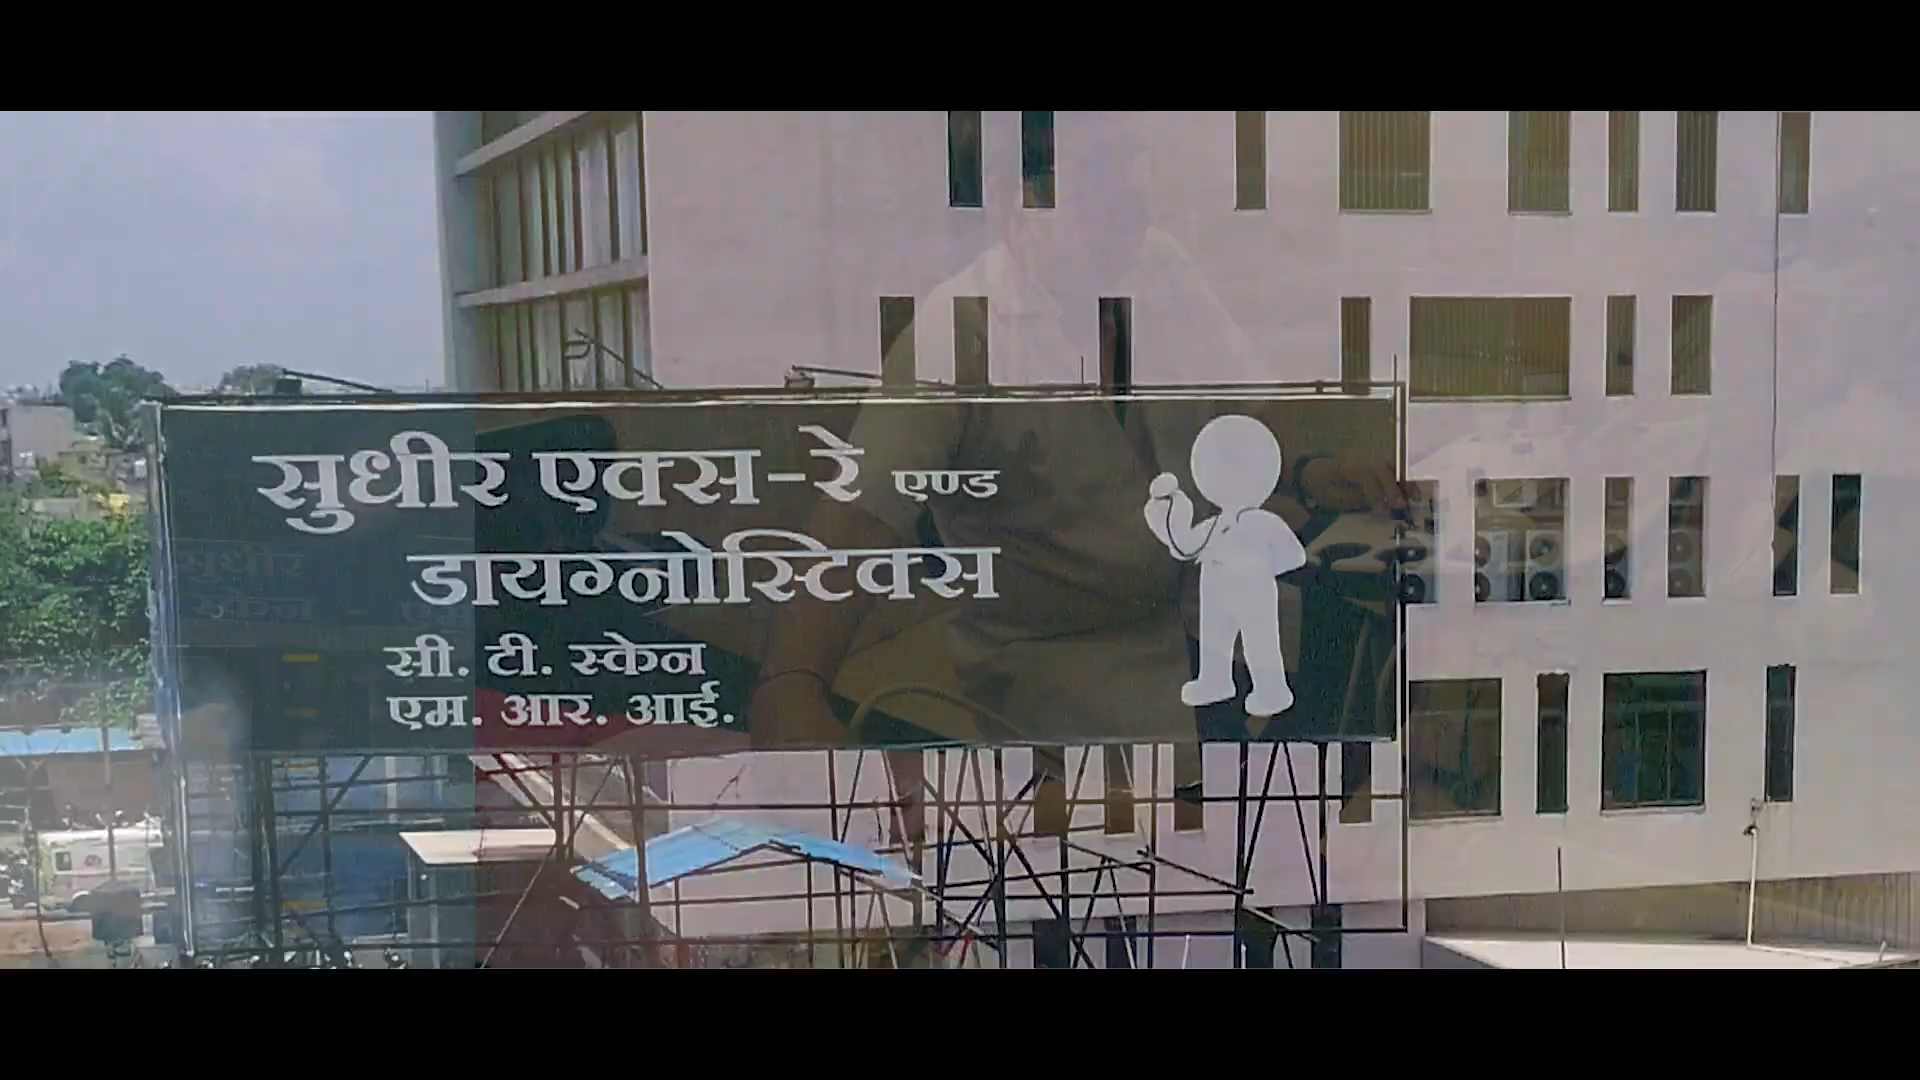 सुधीर एक्स-रे एण्ड
डायग्नोस्टिक्स
सी. टी. स्केन
एम. आर. आई.